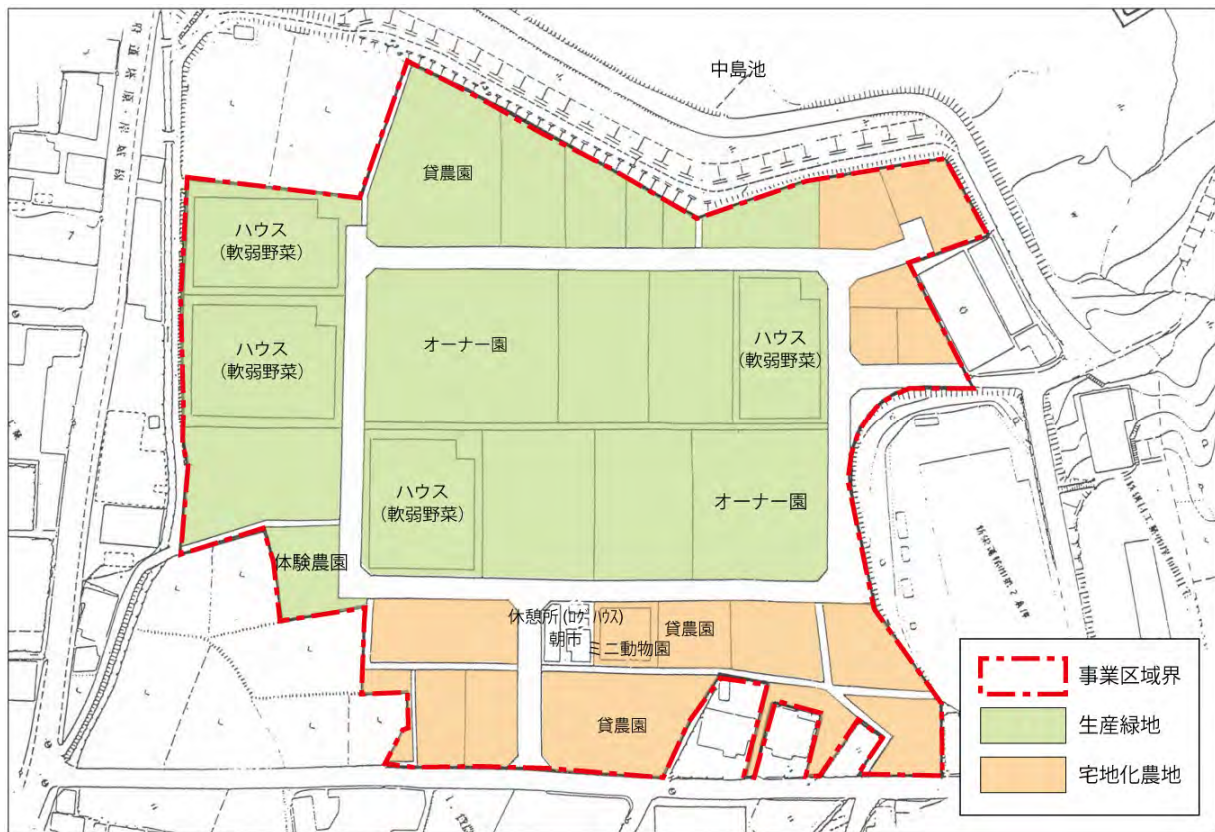 中島池
貸農園
ハウス
(軟弱野菜)
オーナー園
ハウス
(軟弱野菜)
ハウス
(軟弱野菜)
ハウス
(軟弱野菜)
オーナー園
体験農園
休憩所(ログハウス)
朝市
ミニ動物園
貸農園
貸農園
事業区域界
生産緑地
宅地化農地